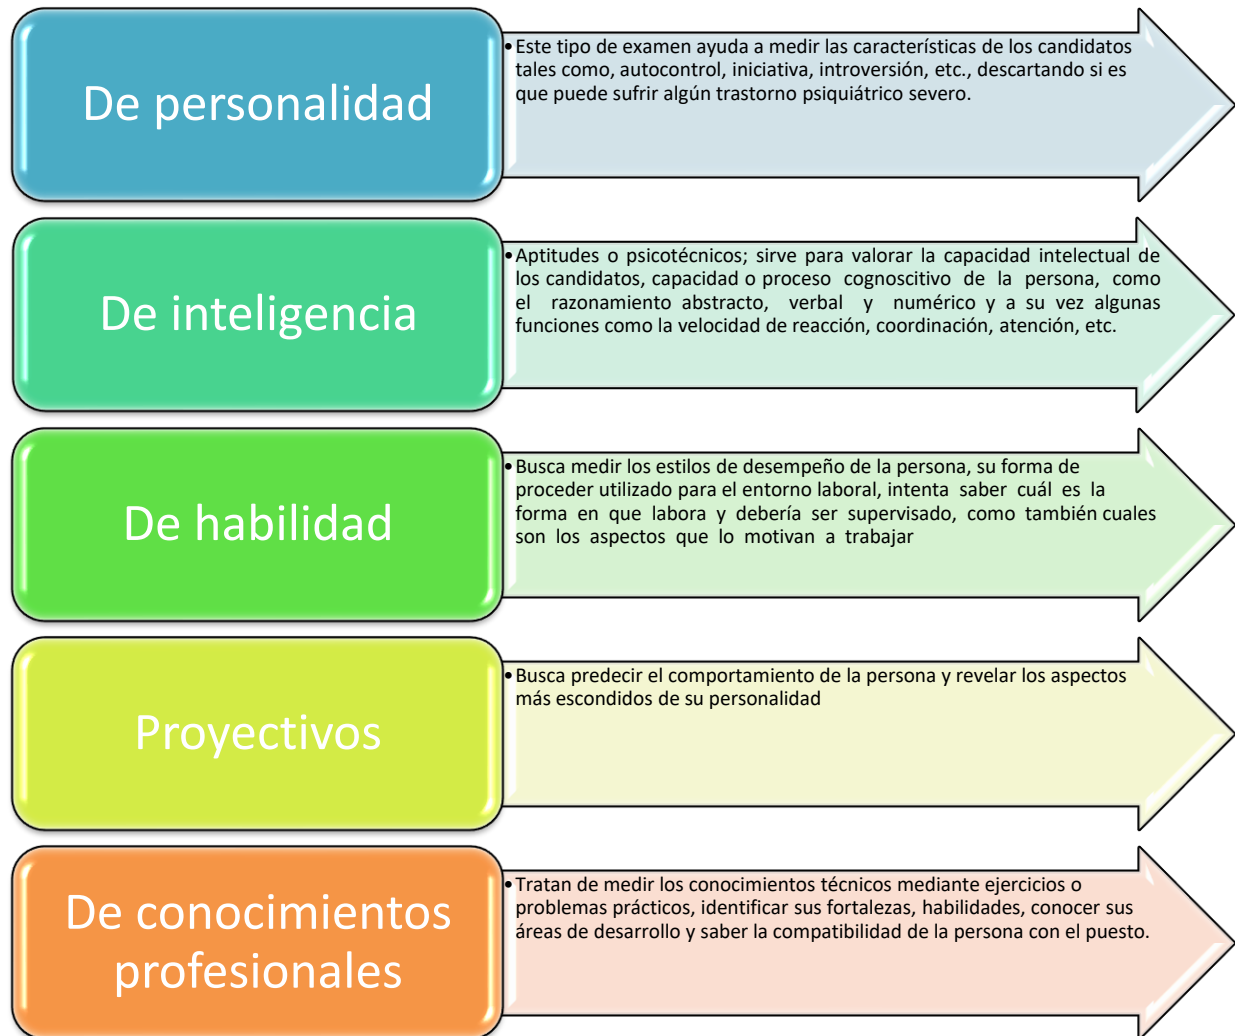 De personalidad
• Este tipo de examen ayuda a medir las características de los candidatos
tales como, autocontrol, iniciativa, introversión, etc., descartando si es
que puede sufrir algún trastorno psiquiátrico severo.
De inteligencia
• Aptitudes o psicotécnicos; sirve para valorar la capacidad intelectual de
los candidatos, capacidad o proceso cognoscitivo de la persona, como
el razonamiento abstracto, verbal y numérico y a su vez algunas
funciones como la velocidad de reacción, coordinación, atención, etc.
De habilidad
• Busca medir los estilos de desempeño de la persona, su forma de
proceder utilizado para el entorno laboral, intenta saber cuál es la
forma en que labora y debería ser supervisado, como también cuales
son los aspectos que lo motivan a trabajar
Proyectivos
• Busca predecir el comportamiento de la persona y revelar los aspectos
más escondidos de su personalidad
De conocimientos
profesionales
• Tratan de medir los conocimientos técnicos mediante ejercicios o
problemas prácticos, identificar sus fortalezas, habilidades, conocer sus
áreas de desarrollo y saber la compatibilidad de la persona con el puesto.